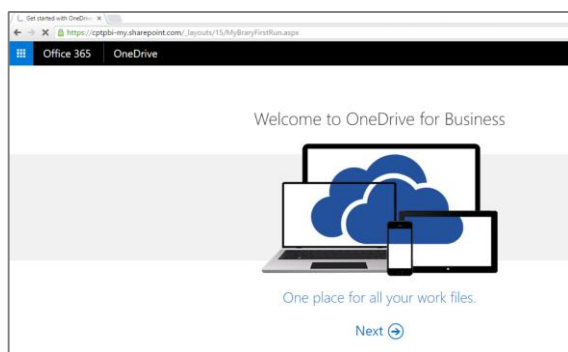 Get started with OneDriv
https://cptpbi-my.sharepoint.com/_layouts/15/MyBraryFirstRun.aspx
Office 365 OneDrive
Welcome to OneDrive for Business
One place for all your work files.
Next